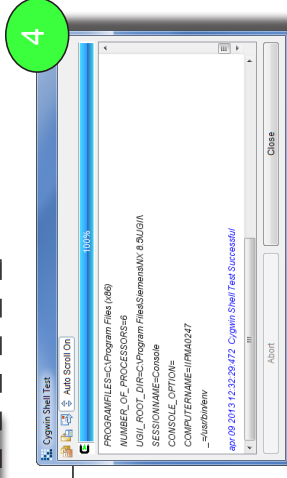 4
Cygwin Shell Test
Auto Scroll On
100%
PROGRAMFILES=C:\Program Files (x86)
NUMBER_OF_PROCESSORS=6
UGII_ROOT_DIR=C:\Program Files\Siemens\NX 8.5\UGII\
SESSIONNAME=Console
CONSOLE_OPTION=
COMPUTERNAME=IIPMA0247
_=/usr/bin/env
apr 09 2013 12.32.29:472 Cygwin Shell Test Successful
Abort
Close